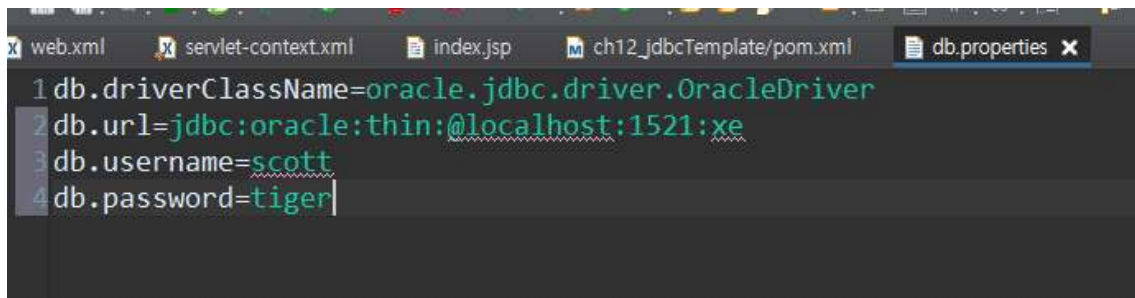 web.xml servlet-context.xml index.jsp ch12_jdbcTemplate/pom.xml db.properties
1 db.driverClassName=oracle.jdbc.driver.OracleDriver
2 db.url=jdbc:oracle:thin:@localhost:1521:xe
3 db.username=scott
4 db.password=tiger